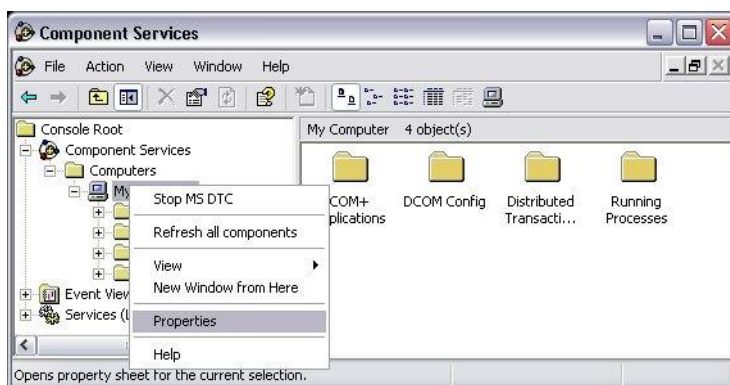 Component Services
File Action View Window Help
Console Root
Component Services
Computers
My
Event View
Services (L
My Computer 4 object(s)
COM+
plications
DCOM Config
Distributed
Transacti...
Running
Processes
Stop MS DTC
Refresh all components
View
New Window from Here
Properties
Help
Opens property sheet for the current selection.